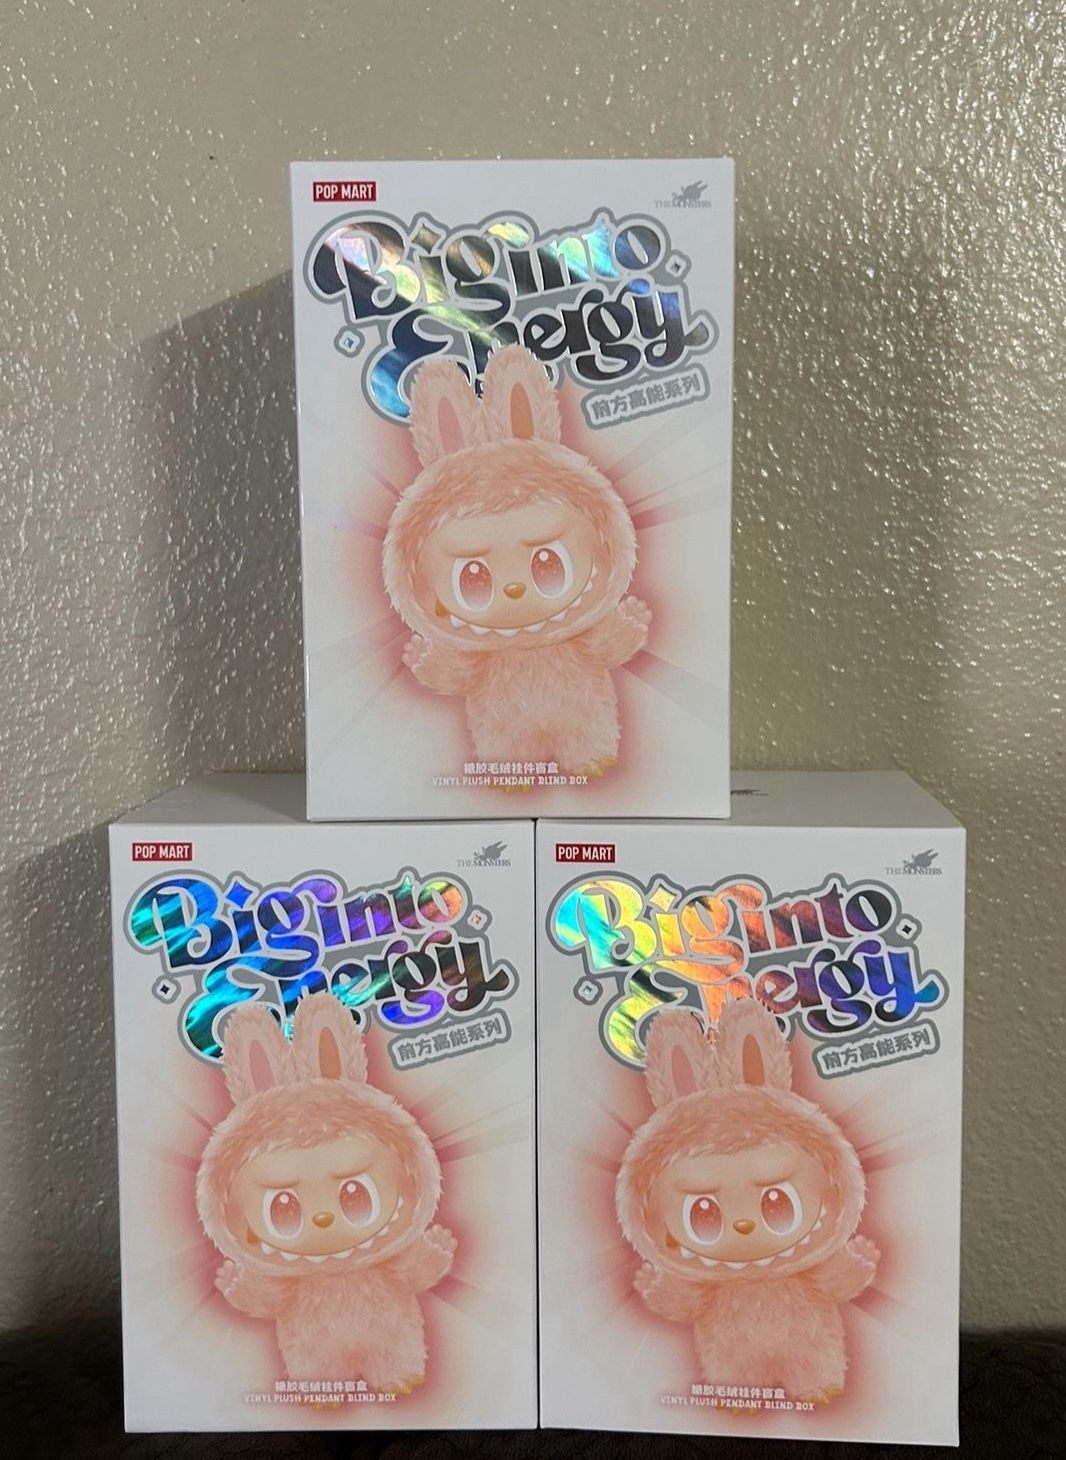 POP MART
THE MONSTERS
Big into
Energy
前方高能系列
搪胶毛绒挂件盲盒
VINYL PLUSH PENDANT BLIND BOX
POP MART
THE MONSTERS
Big into
Energy
前方高能系列
搪胶毛绒挂件盲盒
VINYL PLUSH PENDANT BLIND BOX
POP MART
THE MONSTERS
Big into
Energy
前方高能系列
搪胶毛绒挂件盲盒
VINYL PLUSH PENDANT BLIND BOX